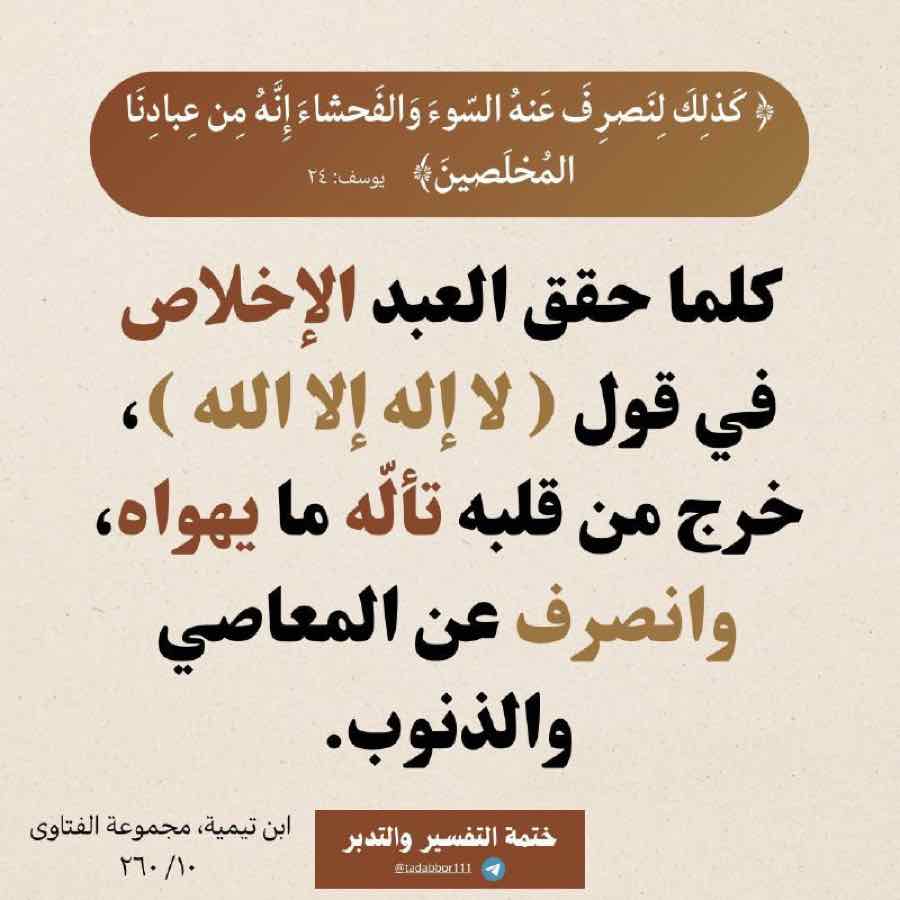 ﴿ كَذلِكَ لِنَصرِفَ عَنهُ السّوءَ وَالفَحشاءَ إِنَّهُ مِن عِبادِنَا
المُخلَصينَ﴾ يوسف: ٢٤
كلما حقق العبد الإخلاص
في قول ( لا إله إلا الله )،
خرج من قلبه تألّه ما يهواه،
وانصرف عن المعاصي
والذنوب.
ابن تيمية، مجموعة الفتاوى
١٠/ ٢٦٠
ختمة التفسير والتدبر
@tadabbor111